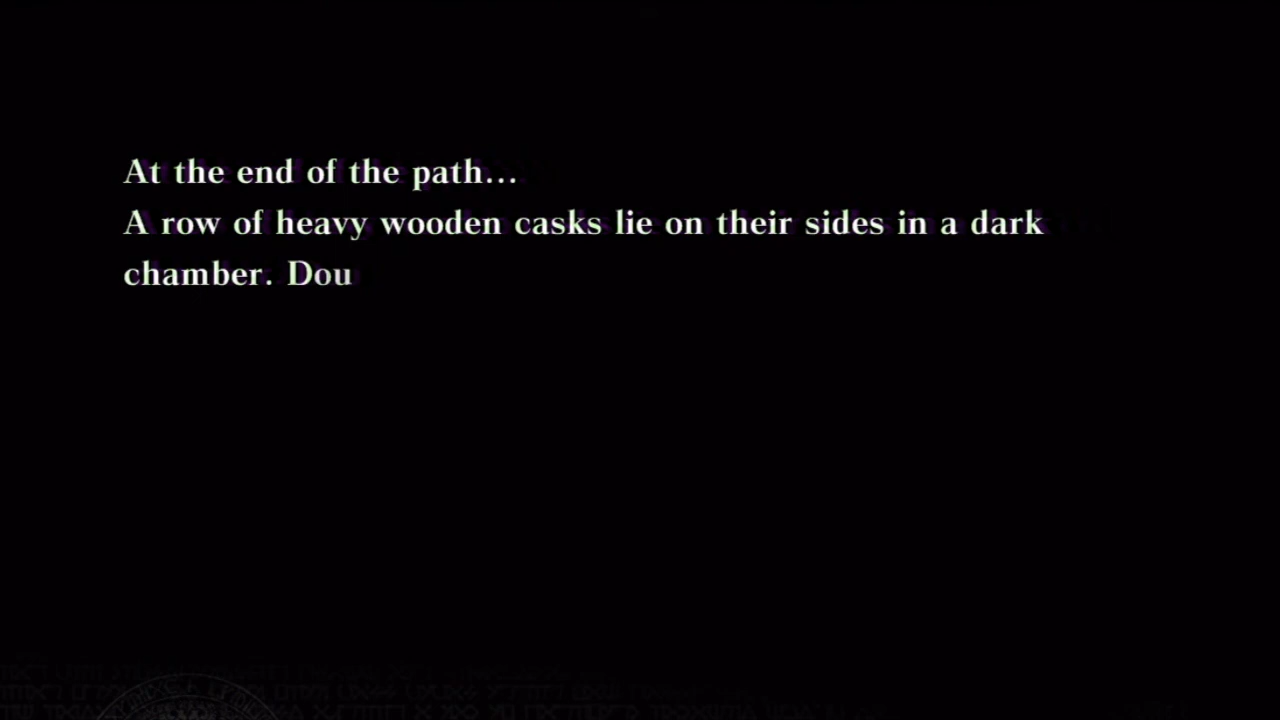 At the end of the path...
A row of heavy wooden casks lie on their sides in a dark
chamber. Dou